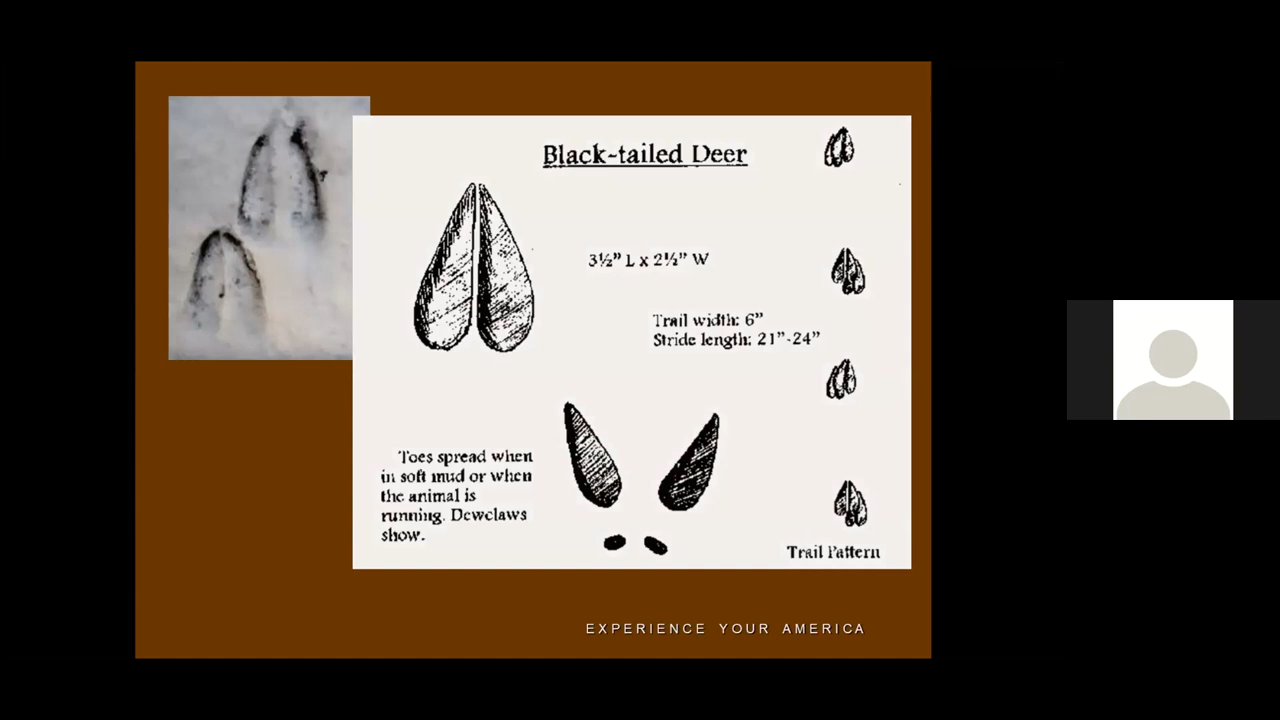 Black-tailed Deer
3½” L x 2½” W
Trail width: 6”
Stride length: 21”-24”
Toes spread when
in soft mud or when
the animal is
running. Dewclaws
show.
Trail Pattern
EXPERIENCE YOUR AMERICA